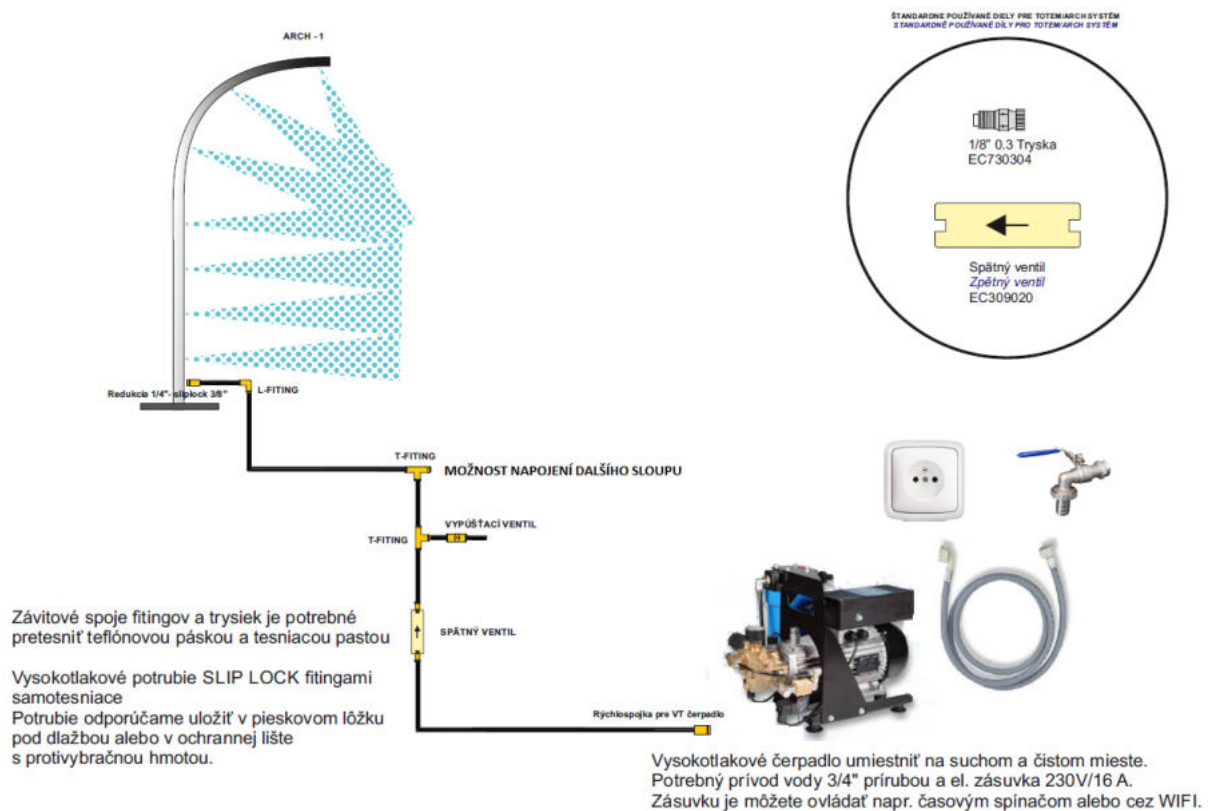 ŠTANDARDNE POUŽÍVANÉ DIELY PRE TOTEM/ARCH SYSTÉM
STANDARDNĚ POUŽÍVANÉ DÍLY PRO TOTEM/ARCH SYSTÉM
ARCH - 1
1/8" 0.3 Tryska
EC730304
Spätný ventil
Zpětný ventil
EC309020
Redukcia 1/4"- sliplock 3/8"
L-FITING
T-FITING
MOŽNOST NAPOJENÍ DALŠÍHO SLOUPU
VYPÚŠŤACÍ VENTIL
T-FITING
SPÄTNÝ VENTIL
Závitové spoje fitingov a trysiek je potrebné
pretesniť teflónovou páskou a tesniacou pastou
Vysokotlakové potrubie SLIP LOCK fitingami
samotesniace
Potrubie odporúčame uložiť v pieskovom lôžku
pod dlažbou alebo v ochrannej lište
s protivybračnou hmotou.
Rýchlospojka pre VT čerpadlo
Vysokotlakové čerpadlo umiestniť na suchom a čistom mieste.
Potrebný prívod vody 3/4" prírubou a el. zásuvka 230V/16 A.
Zásuvku je môžete ovládať napr. časovým spínačom alebo cez WIFI.